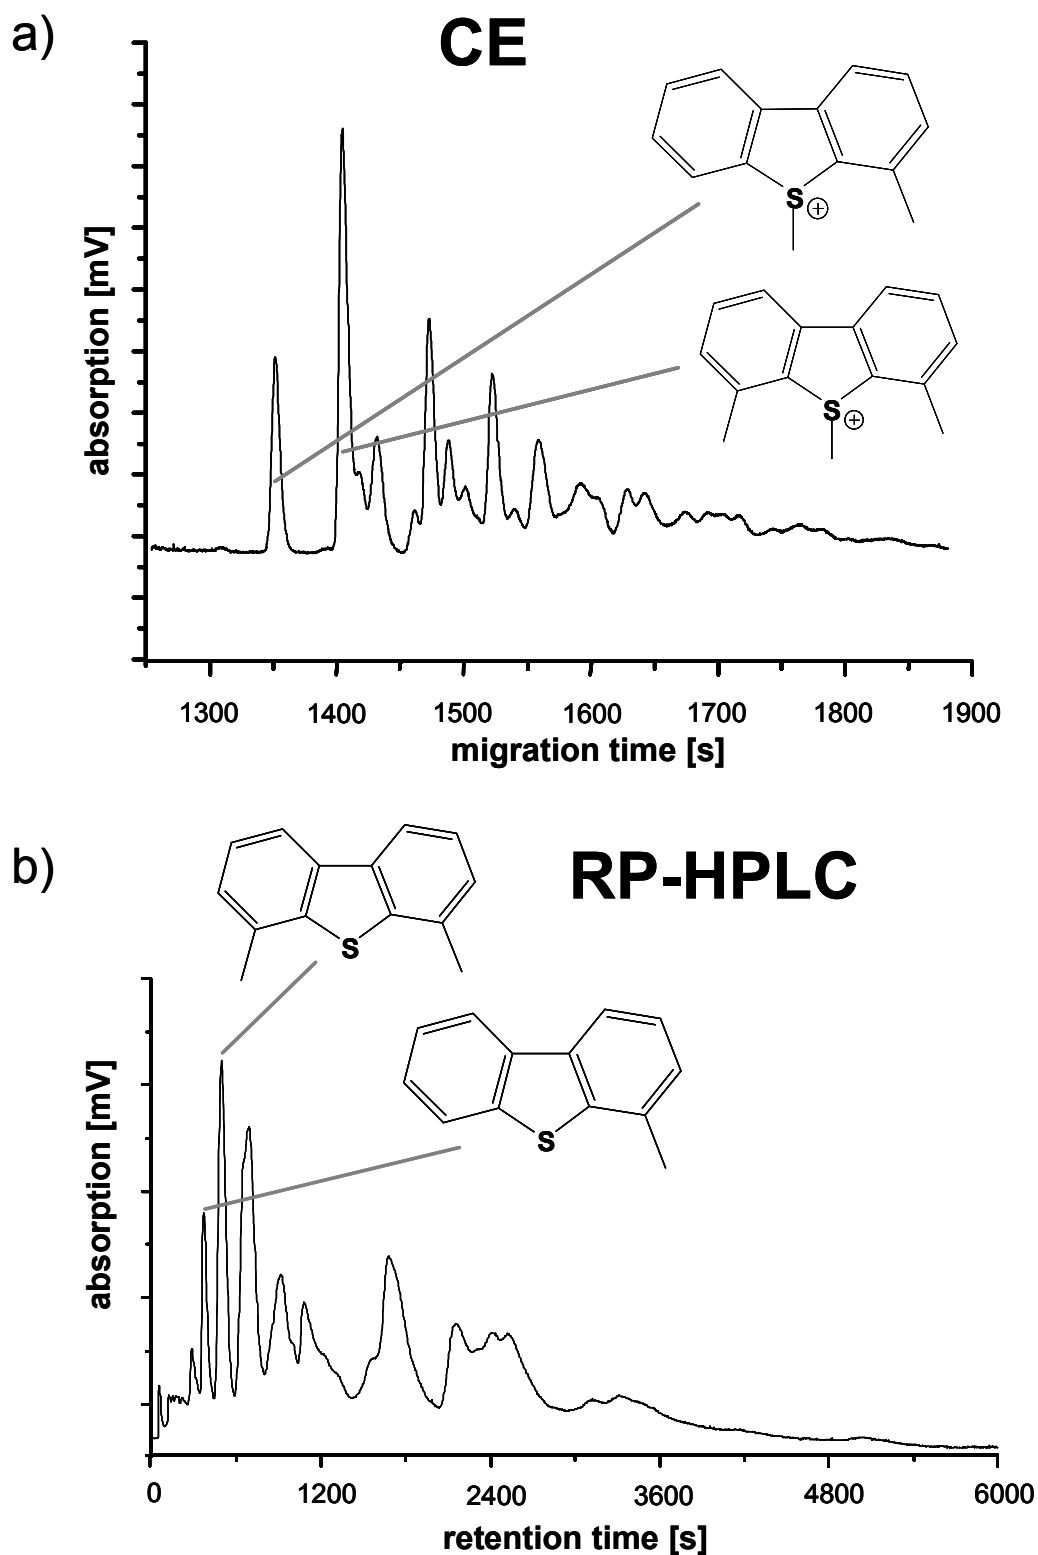 a)
CE
S
+
S
+
absorption [mV]
1300 1400 1500 1600 1700 1800 1900
migration time [s]
b)
RP-HPLC
S
S
absorption [mV]
0 1200 2400 3600 4800 6000
retention time [s]